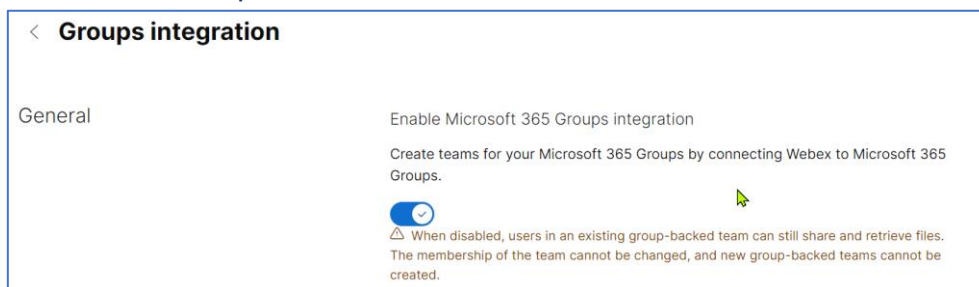 Groups integration
General
Enable Microsoft 365 Groups integration
Create teams for your Microsoft 365 Groups by connecting Webex to Microsoft 365
Groups.
When disabled, users in an existing group-backed team can still share and retrieve files.
The membership of the team cannot be changed, and new group-backed teams cannot be
created.